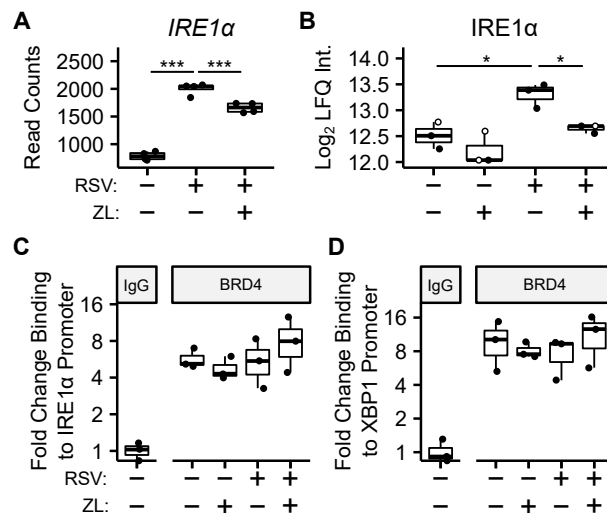 A
IRE1α
Read Counts
2500
2000
1500
1000
*** ***
RSV: − + +
ZL: − − +
B
IRE1α
Log2 LFQ Int.
14.0
13.5
13.0
12.5
12.0
* *
− − + +
− + − +
C
IgG BRD4
Fold Change Binding
to IRE1α Promoter
16
8
4
2
1
RSV: − − − + +
ZL: − − + − +
D
IgG BRD4
Fold Change Binding
to XBP1 Promoter
16
8
4
2
1
− − − + +
− − + − +